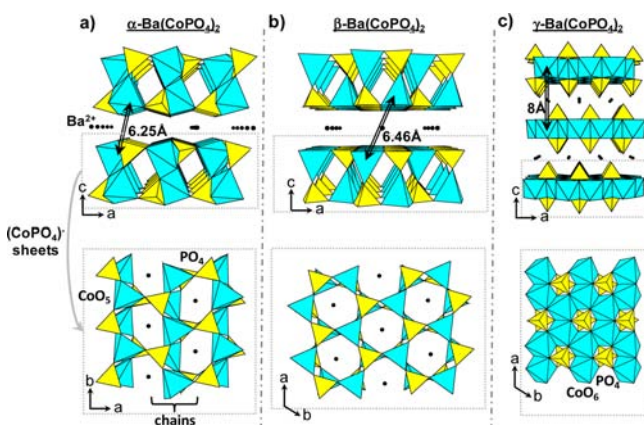 a)
α-Ba(CoPO₄)₂
b)
β-Ba(CoPO₄)₂
c)
γ-Ba(CoPO₄)₂
Ba²⁺
6.25Å
6.46Å
8Å
c
a
c
a
c
a
(CoPO₄)⁻
sheets
PO₄
CoO₅
b
a
chains
a
b
a
b
PO₄
CoO₆